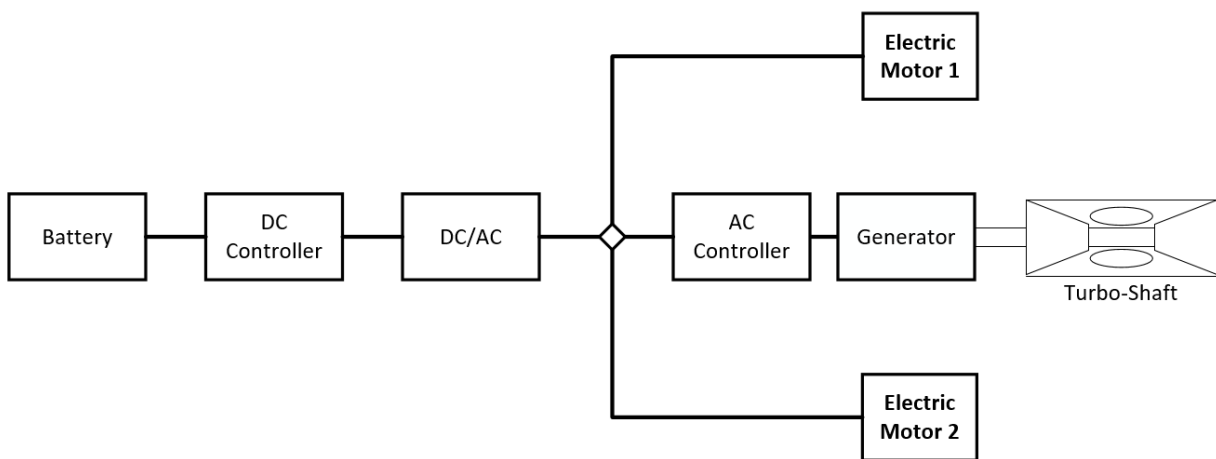 Electric
Motor 1
Battery
DC
Controller
DC/AC
AC
Controller
Generator
Turbo-Shaft
Electric
Motor 2